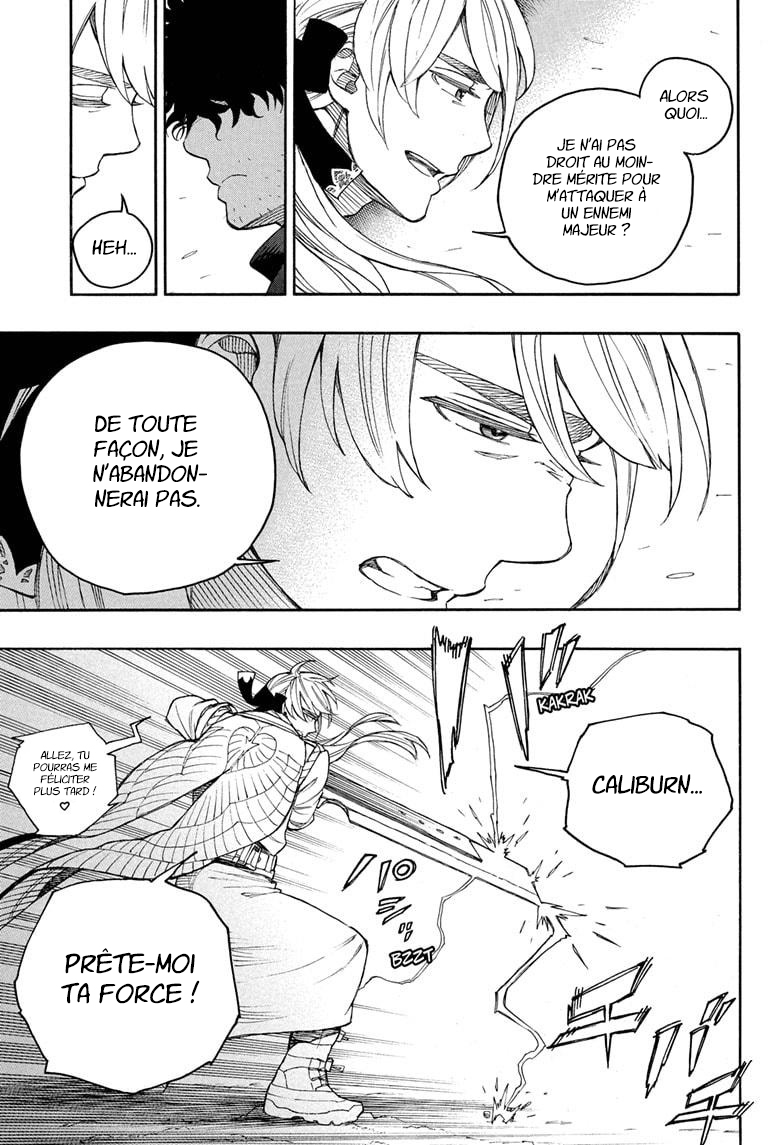 ALORS
QUOI...
JE N'AI PAS
DROIT AU MOIN-
DRE MÉRITE POUR
M'ATTAQUER À
UN ENNEMI
MAJEUR ?
HEH...
DE TOUTE
FAÇON, JE
N'ABANDON-
NERAI PAS.
KAKRAK
CALIBURN...
ALLEZ, TU
POURRAS ME
FÉLICITER
PLUS TARD !
♡
BZZT
PRÊTE-MOI
TA FORCE !